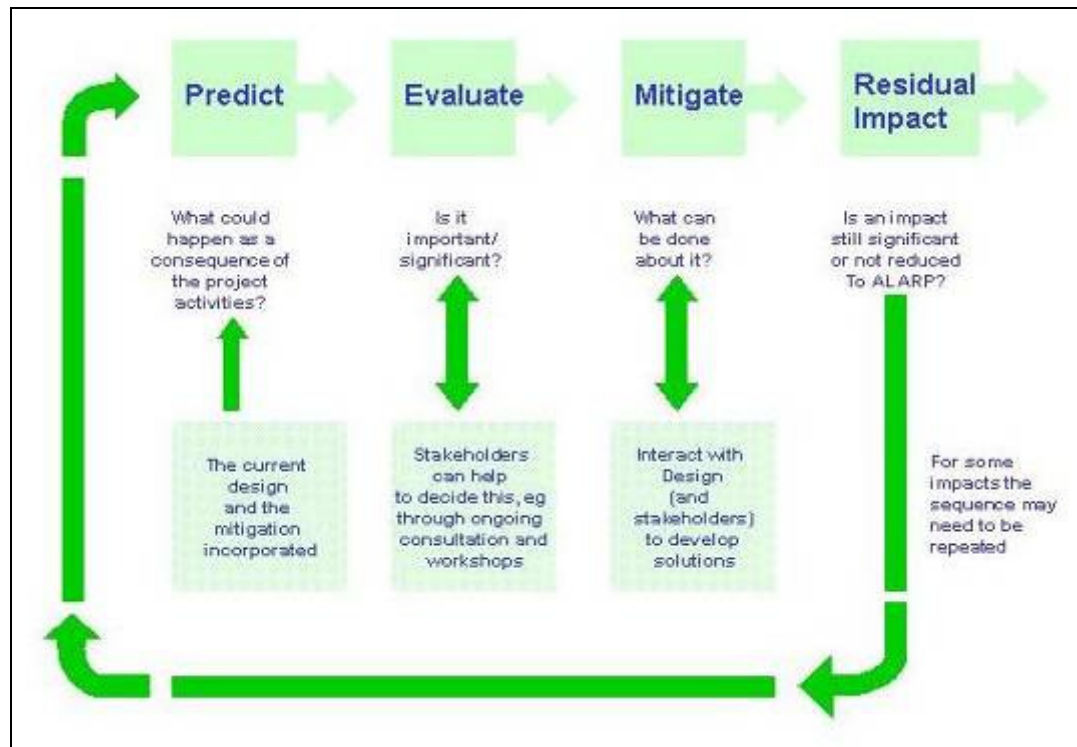 Predict
Evaluate
Mitigate
Residual
Impact
What could
happen as a
consequence of
the project
activities?
Is it
important/
significant?
What can
be done
about it?
Is an impact
still significant
or not reduced
To ALARP?
The current
design
and the
mitigation
incorporated
Stakeholders
can help
to decide this, eg
through ongoing
consultation and
workshops
Interact with
Design
(and
stakeholders)
to develop
solutions
For some
impacts the
sequence may
need to be
repeated